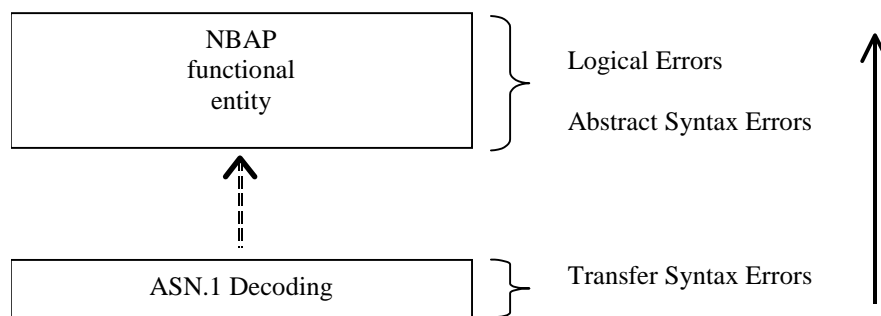 NBAP
functional
entity
Logical Errors
Abstract Syntax Errors
ASN.1 Decoding
Transfer Syntax Errors